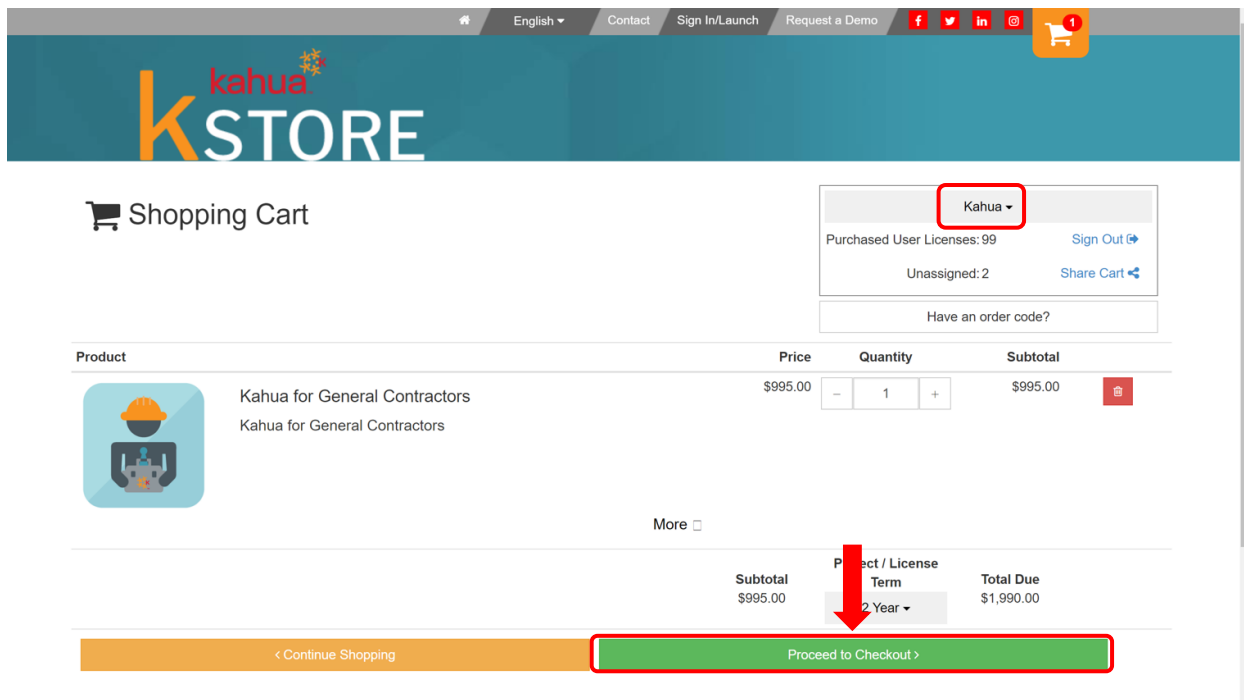 English
Contact
Sign In/Launch
Request a Demo
1
kahua
KSTORE
Shopping Cart
Kahua
Purchased User Licenses: 99
Sign Out
Unassigned: 2
Share Cart
Have an order code?
Product Price Quantity Subtotal
Kahua for General Contractors $995.00 - 1 + $995.00
Kahua for General Contractors
More
Subtotal
$995.00
License
Term
2 Year
Total Due
$1,990.00
< Continue Shopping
Proceed to Checkout >